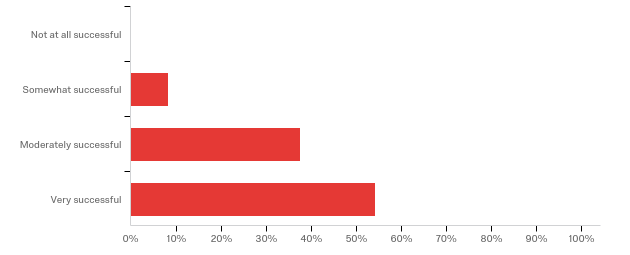 Not at all successful
Somewhat successful
Moderately successful
Very successful
0% 10% 20% 30% 40% 50% 60% 70% 80% 90% 100%